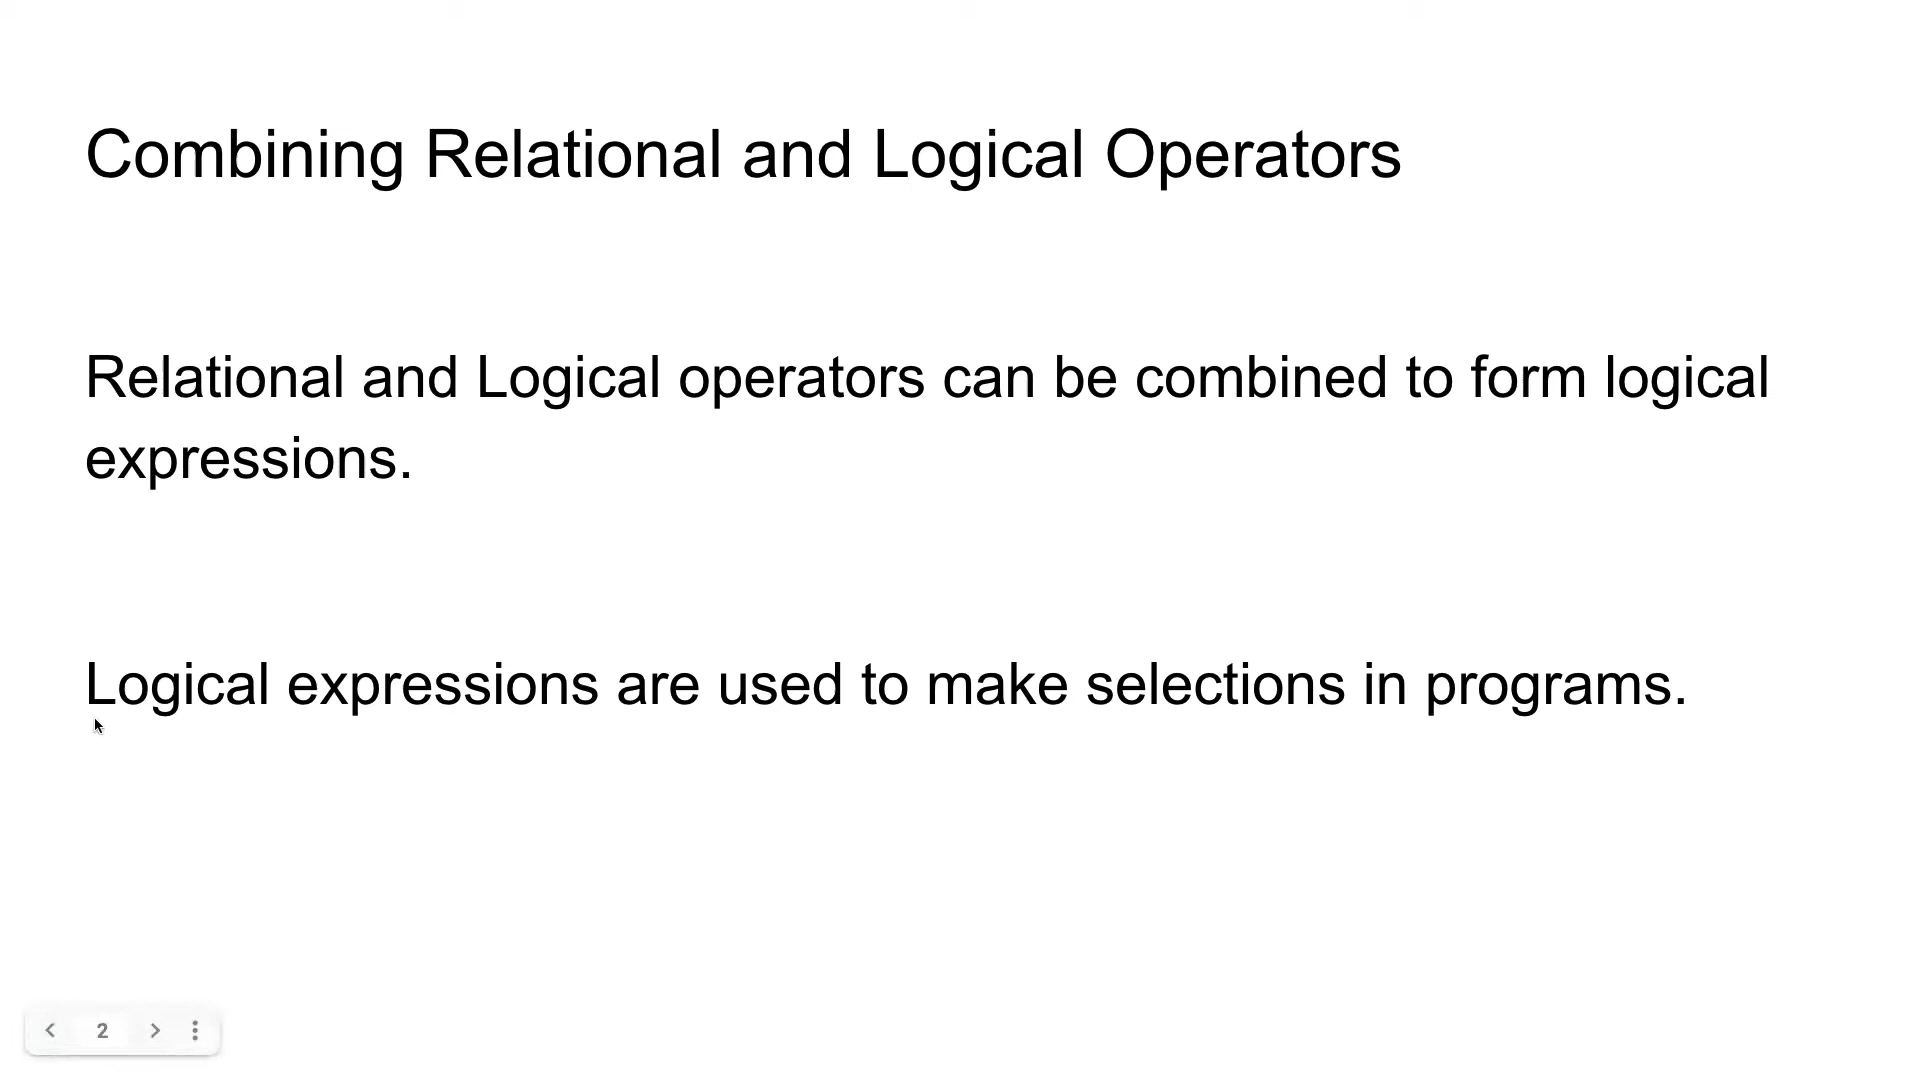 Combining Relational and Logical Operators
Relational and Logical operators can be combined to form logical
expressions.
Logical expressions are used to make selections in programs.
2